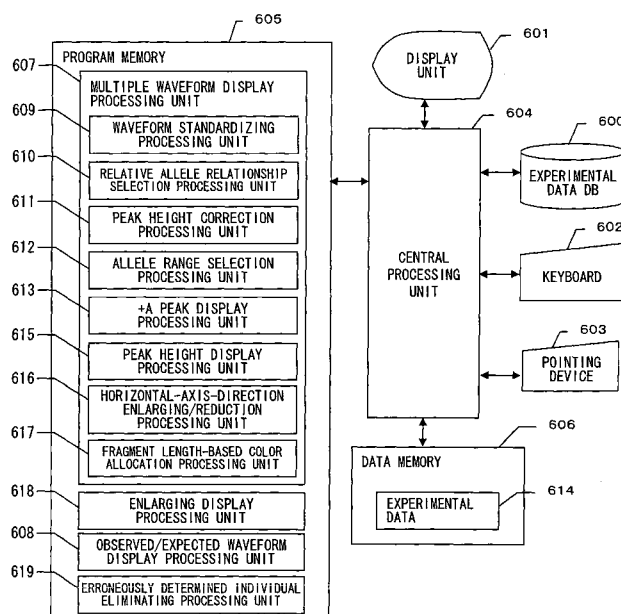 605
PROGRAM MEMORY
607
MULTIPLE WAVEFORM DISPLAY
PROCESSING UNIT
609
WAVEFORM STANDARDIZING
PROCESSING UNIT
610
RELATIVE ALLELE RELATIONSHIP
SELECTION PROCESSING UNIT
611
PEAK HEIGHT CORRECTION
PROCESSING UNIT
612
ALLELE RANGE SELECTION
PROCESSING UNIT
613
+A PEAK DISPLAY
PROCESSING UNIT
615
PEAK HEIGHT DISPLAY
PROCESSING UNIT
616
HORIZONTAL-AXIS-DIRECTION
ENLARGING/REDUCTION
PROCESSING UNIT
617
FRAGMENT LENGTH-BASED COLOR
ALLOCATION PROCESSING UNIT
618
ENLARGING DISPLAY
PROCESSING UNIT
608
OBSERVED/EXPECTED WAVEFORM
DISPLAY PROCESSING UNIT
619
ERRONEOUSLY DETERMINED INDIVIDUAL
ELIMINATING PROCESSING UNIT
601
DISPLAY
UNIT
604
CENTRAL
PROCESSING
UNIT
600
EXPERIMENTAL
DATA DB
602
KEYBOARD
603
POINTING
DEVICE
606
DATA MEMORY
614
EXPERIMENTAL
DATA